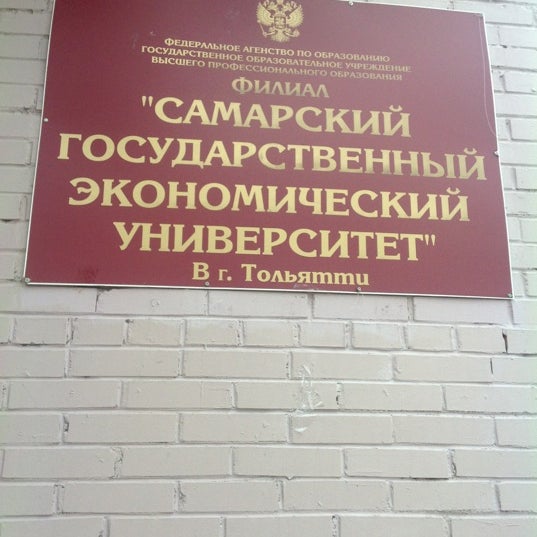 ФЕДЕРАЛЬНОЕ АГЕНСТВО ПО ОБРАЗОВАНИЮ
ГОСУДАРСТВЕННОЕ ОБРАЗОВАТЕЛЬНОЕ УЧРЕЖДЕНИЕ
ВЫСШЕГО ПРОФЕССИОНАЛЬНОГО ОБРАЗОВАНИЯ
ФИЛИАЛ
"САМАРСКИЙ
ГОСУДАРСТВЕННЫЙ
ЭКОНОМИЧЕСКИЙ
УНИВЕРСИТЕТ"
В г. Тольятти